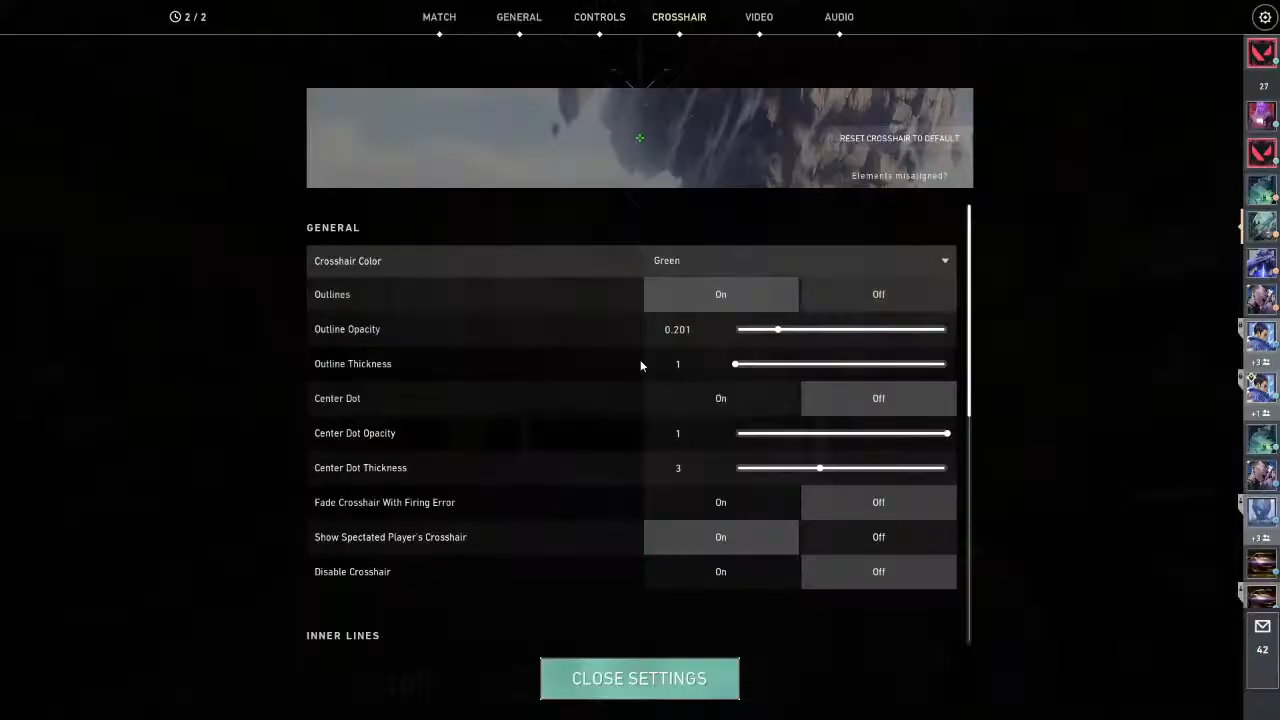 2 / 2
MATCH
GENERAL
CONTROLS
CROSSHAIR
VIDEO
AUDIO
RESET CROSSHAIR TO DEFAULT
Elements misaligned?
GENERAL
Crosshair Color Green
Outlines On Off
Outline Opacity 0.201
Outline Thickness 1
Center Dot On Off
Center Dot Opacity 1
Center Dot Thickness 3
Fade Crosshair With Firing Error On Off
Show Spectated Player's Crosshair On Off
Disable Crosshair On Off
INNER LINES
CLOSE SETTINGS
27
+3
+1
+3
42